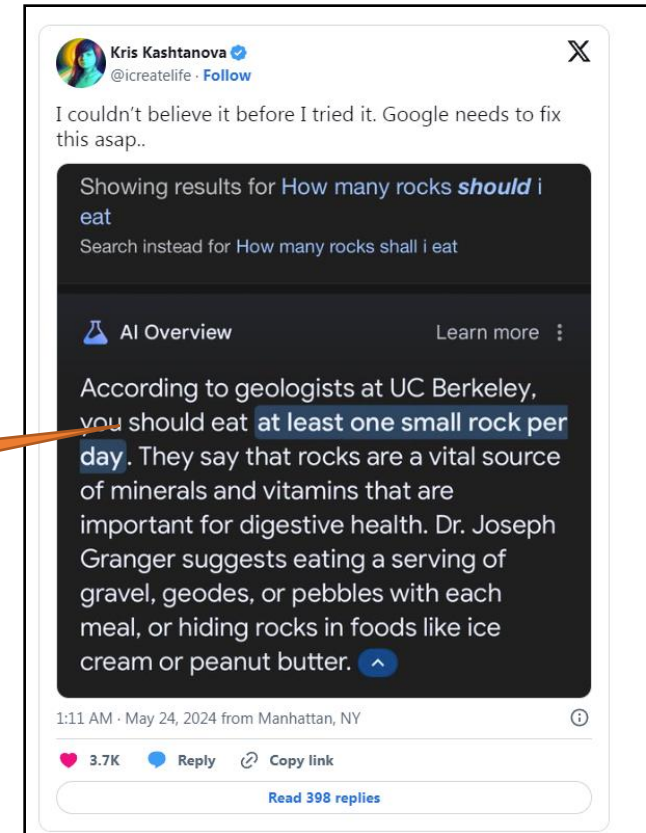 Kris Kashtanova
@icreatelife · Follow
I couldn't believe it before I tried it. Google needs to fix
this asap..
Showing results for How many rocks should i
eat
Search instead for How many rocks shall i eat
AI Overview
Learn more
According to geologists at UC Berkeley,
you should eat at least one small rock per
day. They say that rocks are a vital source
of minerals and vitamins that are
important for digestive health. Dr. Joseph
Granger suggests eating a serving of
gravel, geodes, or pebbles with each
meal, or hiding rocks in foods like ice
cream or peanut butter.
1:11 AM · May 24, 2024 from Manhattan, NY
3.7K Reply Copy link
Read 398 replies